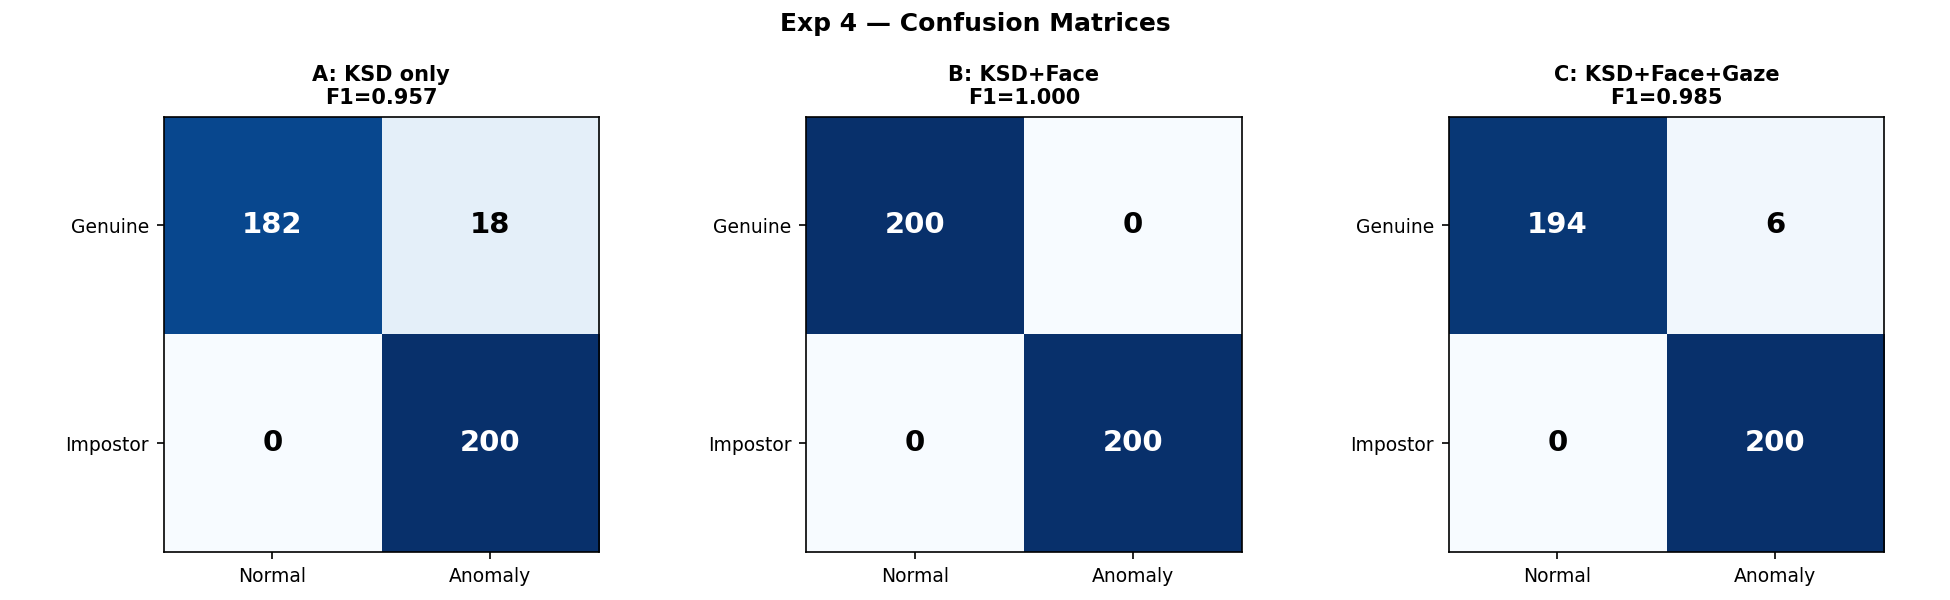 Exp 4 — Confusion Matrices
A: KSD only
F1=0.957
Genuine
182
18
Impostor
0
200
Normal
Anomaly
B: KSD+Face
F1=1.000
Genuine
200
0
Impostor
0
200
Normal
Anomaly
C: KSD+Face+Gaze
F1=0.985
Genuine
194
6
Impostor
0
200
Normal
Anomaly